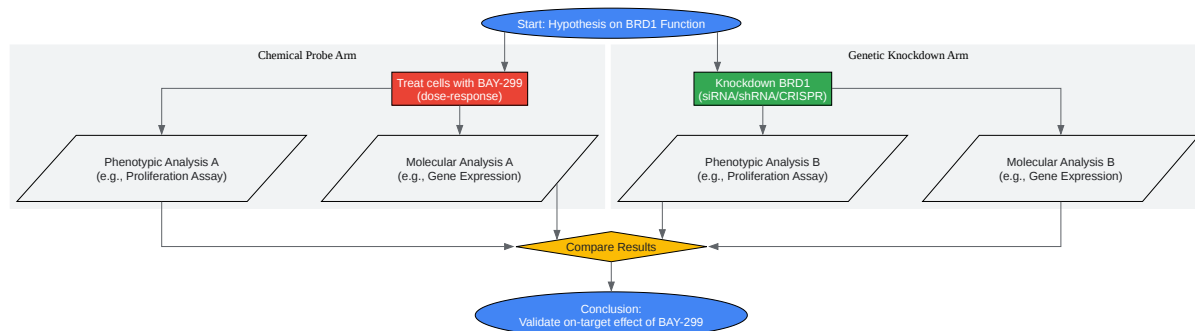 Start: Hypothesis on BRD1 Function
Chemical Probe Arm
Genetic Knockdown Arm
Treat cells with BAY-299
(dose-response)
Knockdown BRD1
(siRNA/shRNA/CRISPR)
Phenotypic Analysis A
(e.g., Proliferation Assay)
Molecular Analysis A
(e.g., Gene Expression)
Phenotypic Analysis B
(e.g., Proliferation Assay)
Molecular Analysis B
(e.g., Gene Expression)
Compare Results
Conclusion:
Validate on-target effect of BAY-299